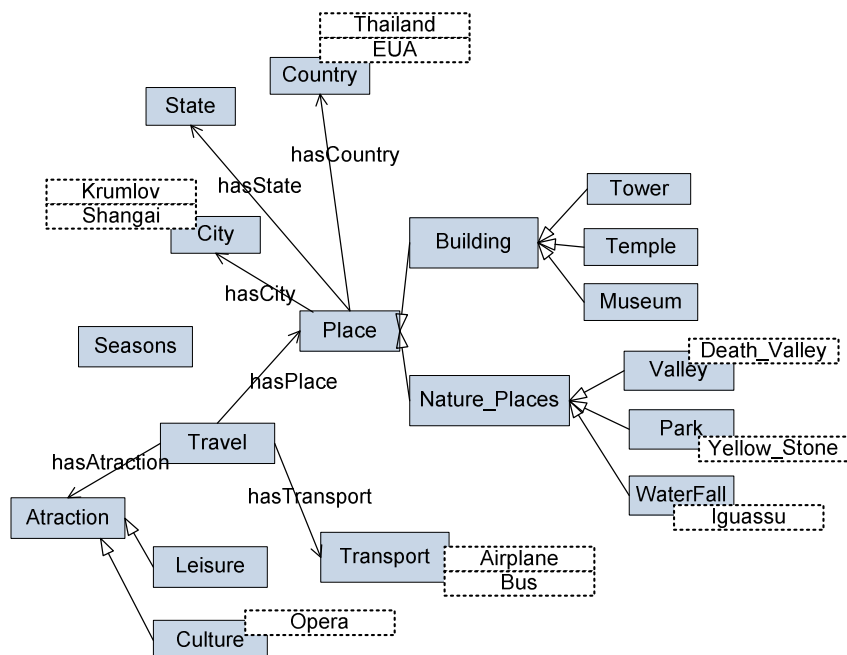 Thailand
EUA
Country
State
hasCountry
hasState
Krumlov
Shangai
City
Tower
Building
Temple
hasCity
Museum
Place
Seasons
Death_Valley
Valley
hasPlace
Nature_Places
Travel
Park
Yellow_Stone
hasAtraction
hasTransport
WaterFall
Iguassu
Atraction
Transport
Airplane
Bus
Leisure
Opera
Culture